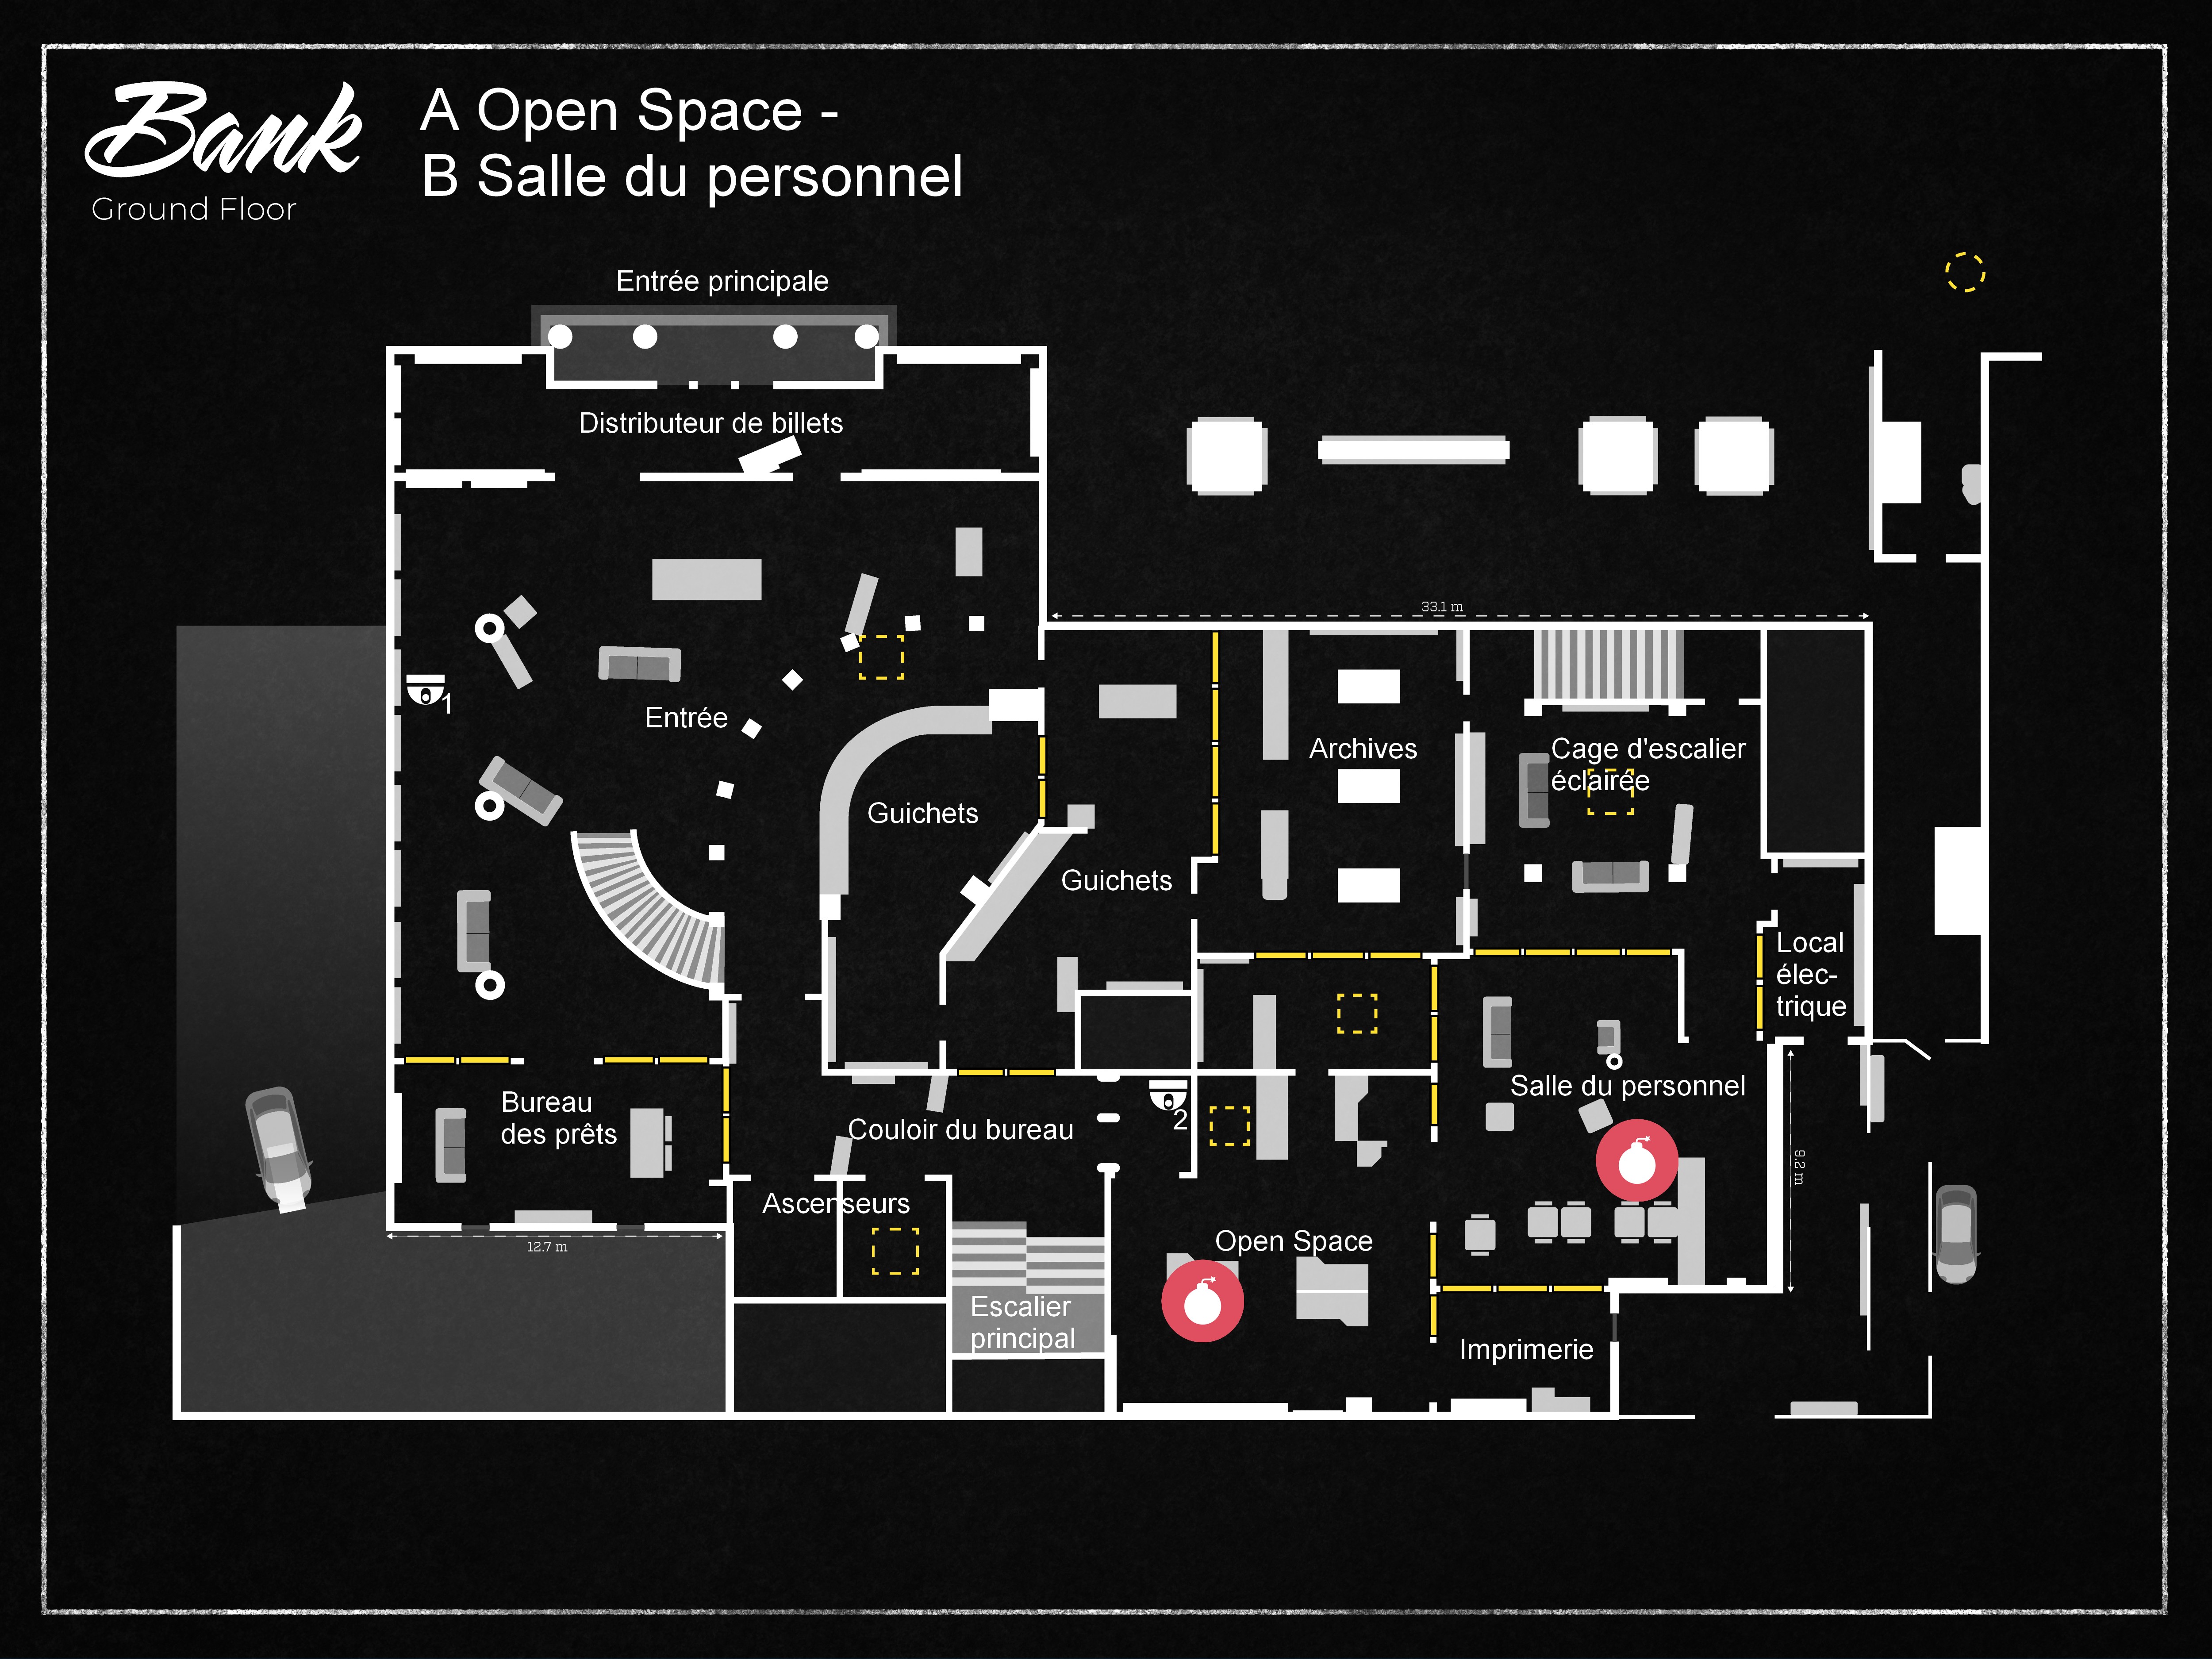 Bank
Ground Floor
A Open Space -
B Salle du personnel
Entrée principale
Distributeur de billets
33.1 m
1
Entrée
Archives
Cage d'escalier
éclairée
Guichets
Guichets
Local
élec-
trique
Bureau
des prêts
Couloir du bureau
2
Salle du personnel
9.2 m
Ascenseurs
12.7 m
Open Space
Escalier
principal
Imprimerie